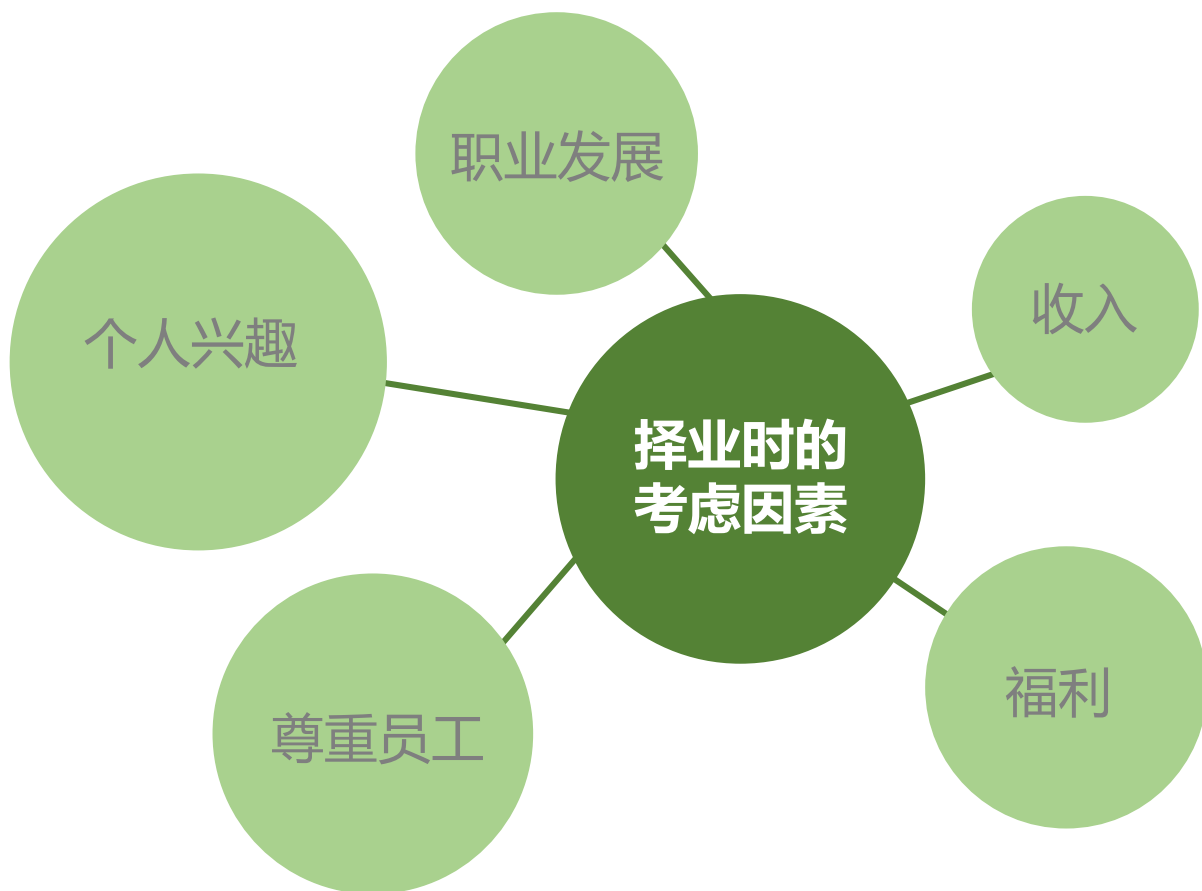 职业发展
收入
个人兴趣
择业时的
考虑因素
福利
尊重员工